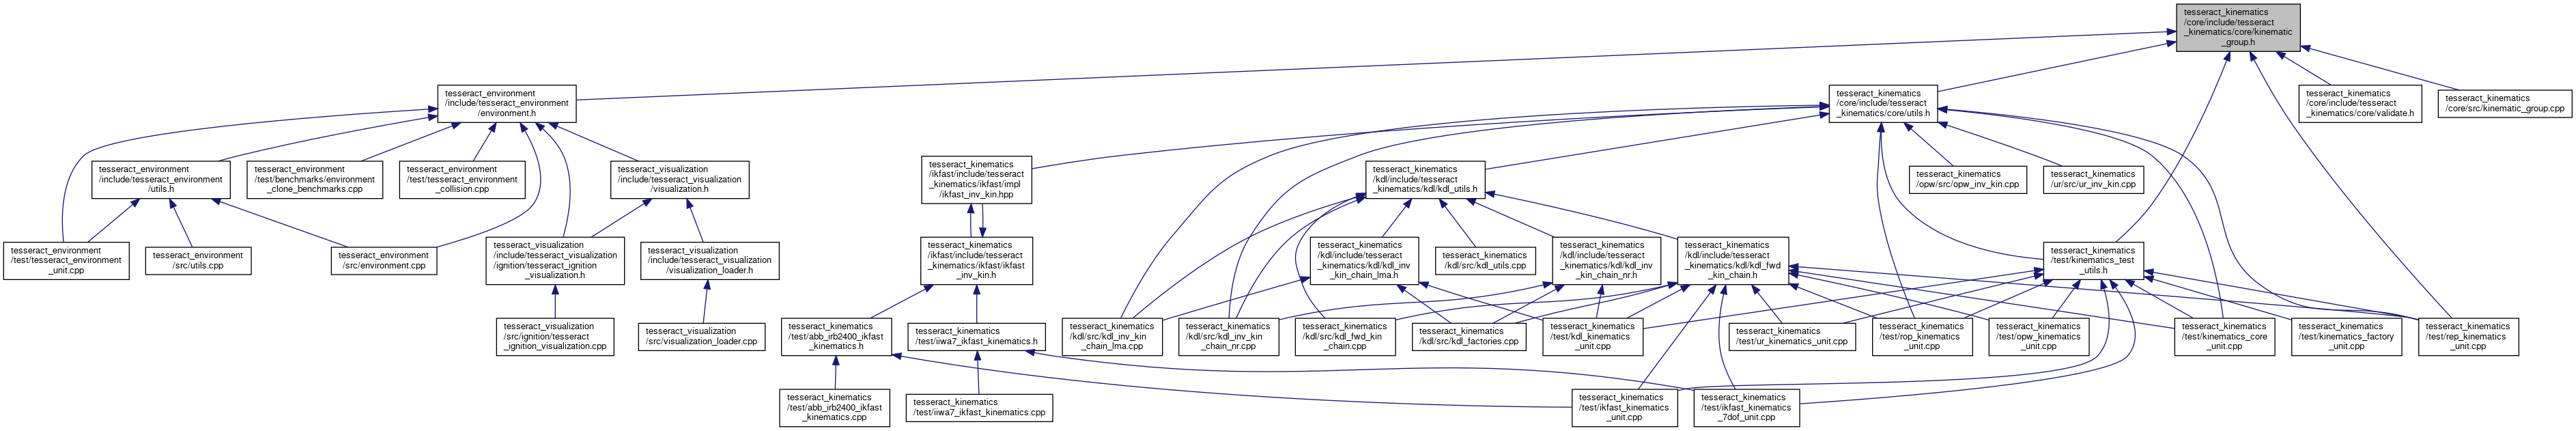 tesseract_kinematics
/core/include/tesseract
_kinematics/core/kinematic
_group.h
tesseract_environment
/include/tesseract_environment
/environment.h
tesseract_kinematics
/core/include/tesseract
_kinematics/core/utils.h
tesseract_kinematics
/core/include/tesseract
_kinematics/core/validate.h
tesseract_kinematics
/core/src/kinematic_group.cpp
tesseract_environment
/include/tesseract_environment
/utils.h
tesseract_environment
/test/benchmarks/environment
_clone_benchmarks.cpp
tesseract_environment
/test/tesseract_environment
_collision.cpp
tesseract_visualization
/include/tesseract_visualization
/visualization.h
tesseract_kinematics
/ikfast/include/tesseract
_kinematics/ikfast/impl
/ikfast_inv_kin.hpp
tesseract_kinematics
/kdl/include/tesseract
_kinematics/kdl/kdl_utils.h
tesseract_kinematics
/opw/src/opw_inv_kin.cpp
tesseract_kinematics
/ur/src/ur_inv_kin.cpp
tesseract_environment
/test/tesseract_environment
_unit.cpp
tesseract_environment
/src/utils.cpp
tesseract_environment
/src/environment.cpp
tesseract_visualization
/include/tesseract_visualization
/ignition/tesseract_ignition
_visualization.h
tesseract_visualization
/include/tesseract_visualization
/visualization_loader.h
tesseract_kinematics
/ikfast/include/tesseract
_kinematics/ikfast/ikfast
_inv_kin.h
tesseract_kinematics
/kdl/include/tesseract
_kinematics/kdl/kdl_inv
_kin_chain_lma.h
tesseract_kinematics
/kdl/src/kdl_utils.cpp
tesseract_kinematics
/kdl/include/tesseract
_kinematics/kdl/kdl_inv
_kin_chain_nr.h
tesseract_kinematics
/kdl/include/tesseract
_kinematics/kdl/kdl_fwd
_kin_chain.h
tesseract_kinematics
/test/kinematics_test
_utils.h
tesseract_visualization
/src/ignition/tesseract
_ignition_visualization.cpp
tesseract_visualization
/src/visualization_loader.cpp
tesseract_kinematics
/test/abb_irb2400_ikfast
_kinematics.h
tesseract_kinematics
/test/iiwa7_ikfast_kinematics.h
tesseract_kinematics
/kdl/src/kdl_inv_kin
_chain_lma.cpp
tesseract_kinematics
/kdl/src/kdl_inv_kin
_chain_nr.cpp
tesseract_kinematics
/kdl/src/kdl_fwd_kin
_chain.cpp
tesseract_kinematics
/kdl/src/kdl_factories.cpp
tesseract_kinematics
/test/kdl_kinematics
_unit.cpp
tesseract_kinematics
/test/ur_kinematics_unit.cpp
tesseract_kinematics
/test/rop_kinematics
_unit.cpp
tesseract_kinematics
/test/opw_kinematics
_unit.cpp
tesseract_kinematics
/test/kinematics_core
_unit.cpp
tesseract_kinematics
/test/kinematics_factory
_unit.cpp
tesseract_kinematics
/test/rep_kinematics
_unit.cpp
tesseract_kinematics
/test/abb_irb2400_ikfast
_kinematics.cpp
tesseract_kinematics
/test/iiwa7_ikfast_kinematics.cpp
tesseract_kinematics
/test/ikfast_kinematics
_unit.cpp
tesseract_kinematics
/test/ikfast_kinematics
_7dof_unit.cpp